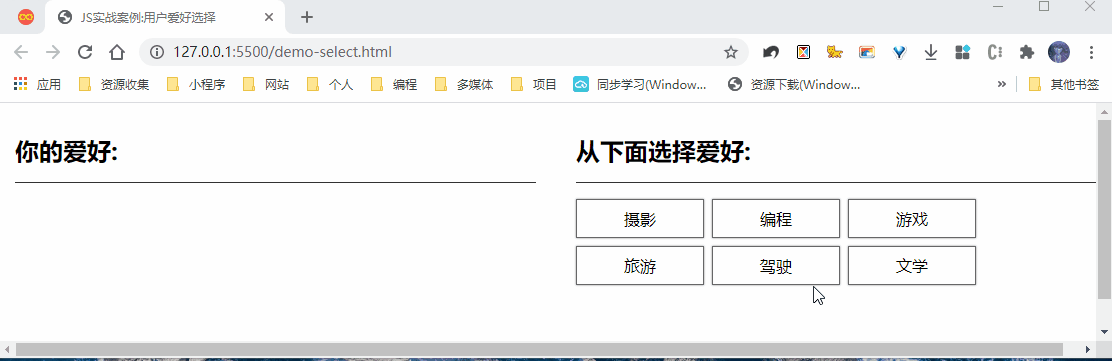 JS实战案例:用户爱好选择
127.0.0.1:5500/demo-select.html
应用 资源收集 小程序 网站 个人 编程 多媒体 项目 同步学习(Window... 资源下载(Window... » 其他书签
你的爱好: 从下面选择爱好:
摄影 编程 游戏
旅游 驾驶 文学